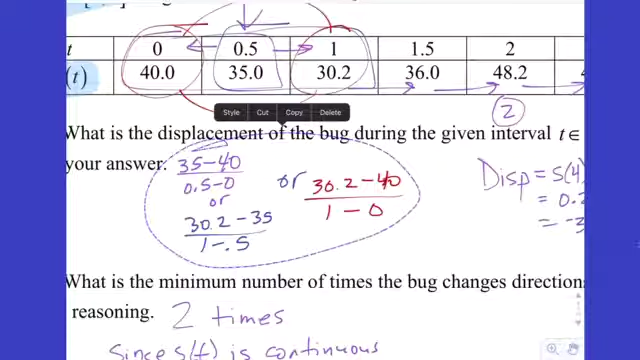 t 0 0.5 1 1.5 2
(t) 40.0 35.0 30.2 36.0 48.2 4
2
Style Cut Copy Delete
What is the displacement of the bug during the given interval t ∈
your answer.
35-40
0.5-0
or
30.2-35
1-.5
or
30.2-40
1-0
Disp = S(4)
= 0.2
= -3
What is the minimum number of times the bug changes direction
reasoning. 2 times
Since s(t) is continuous